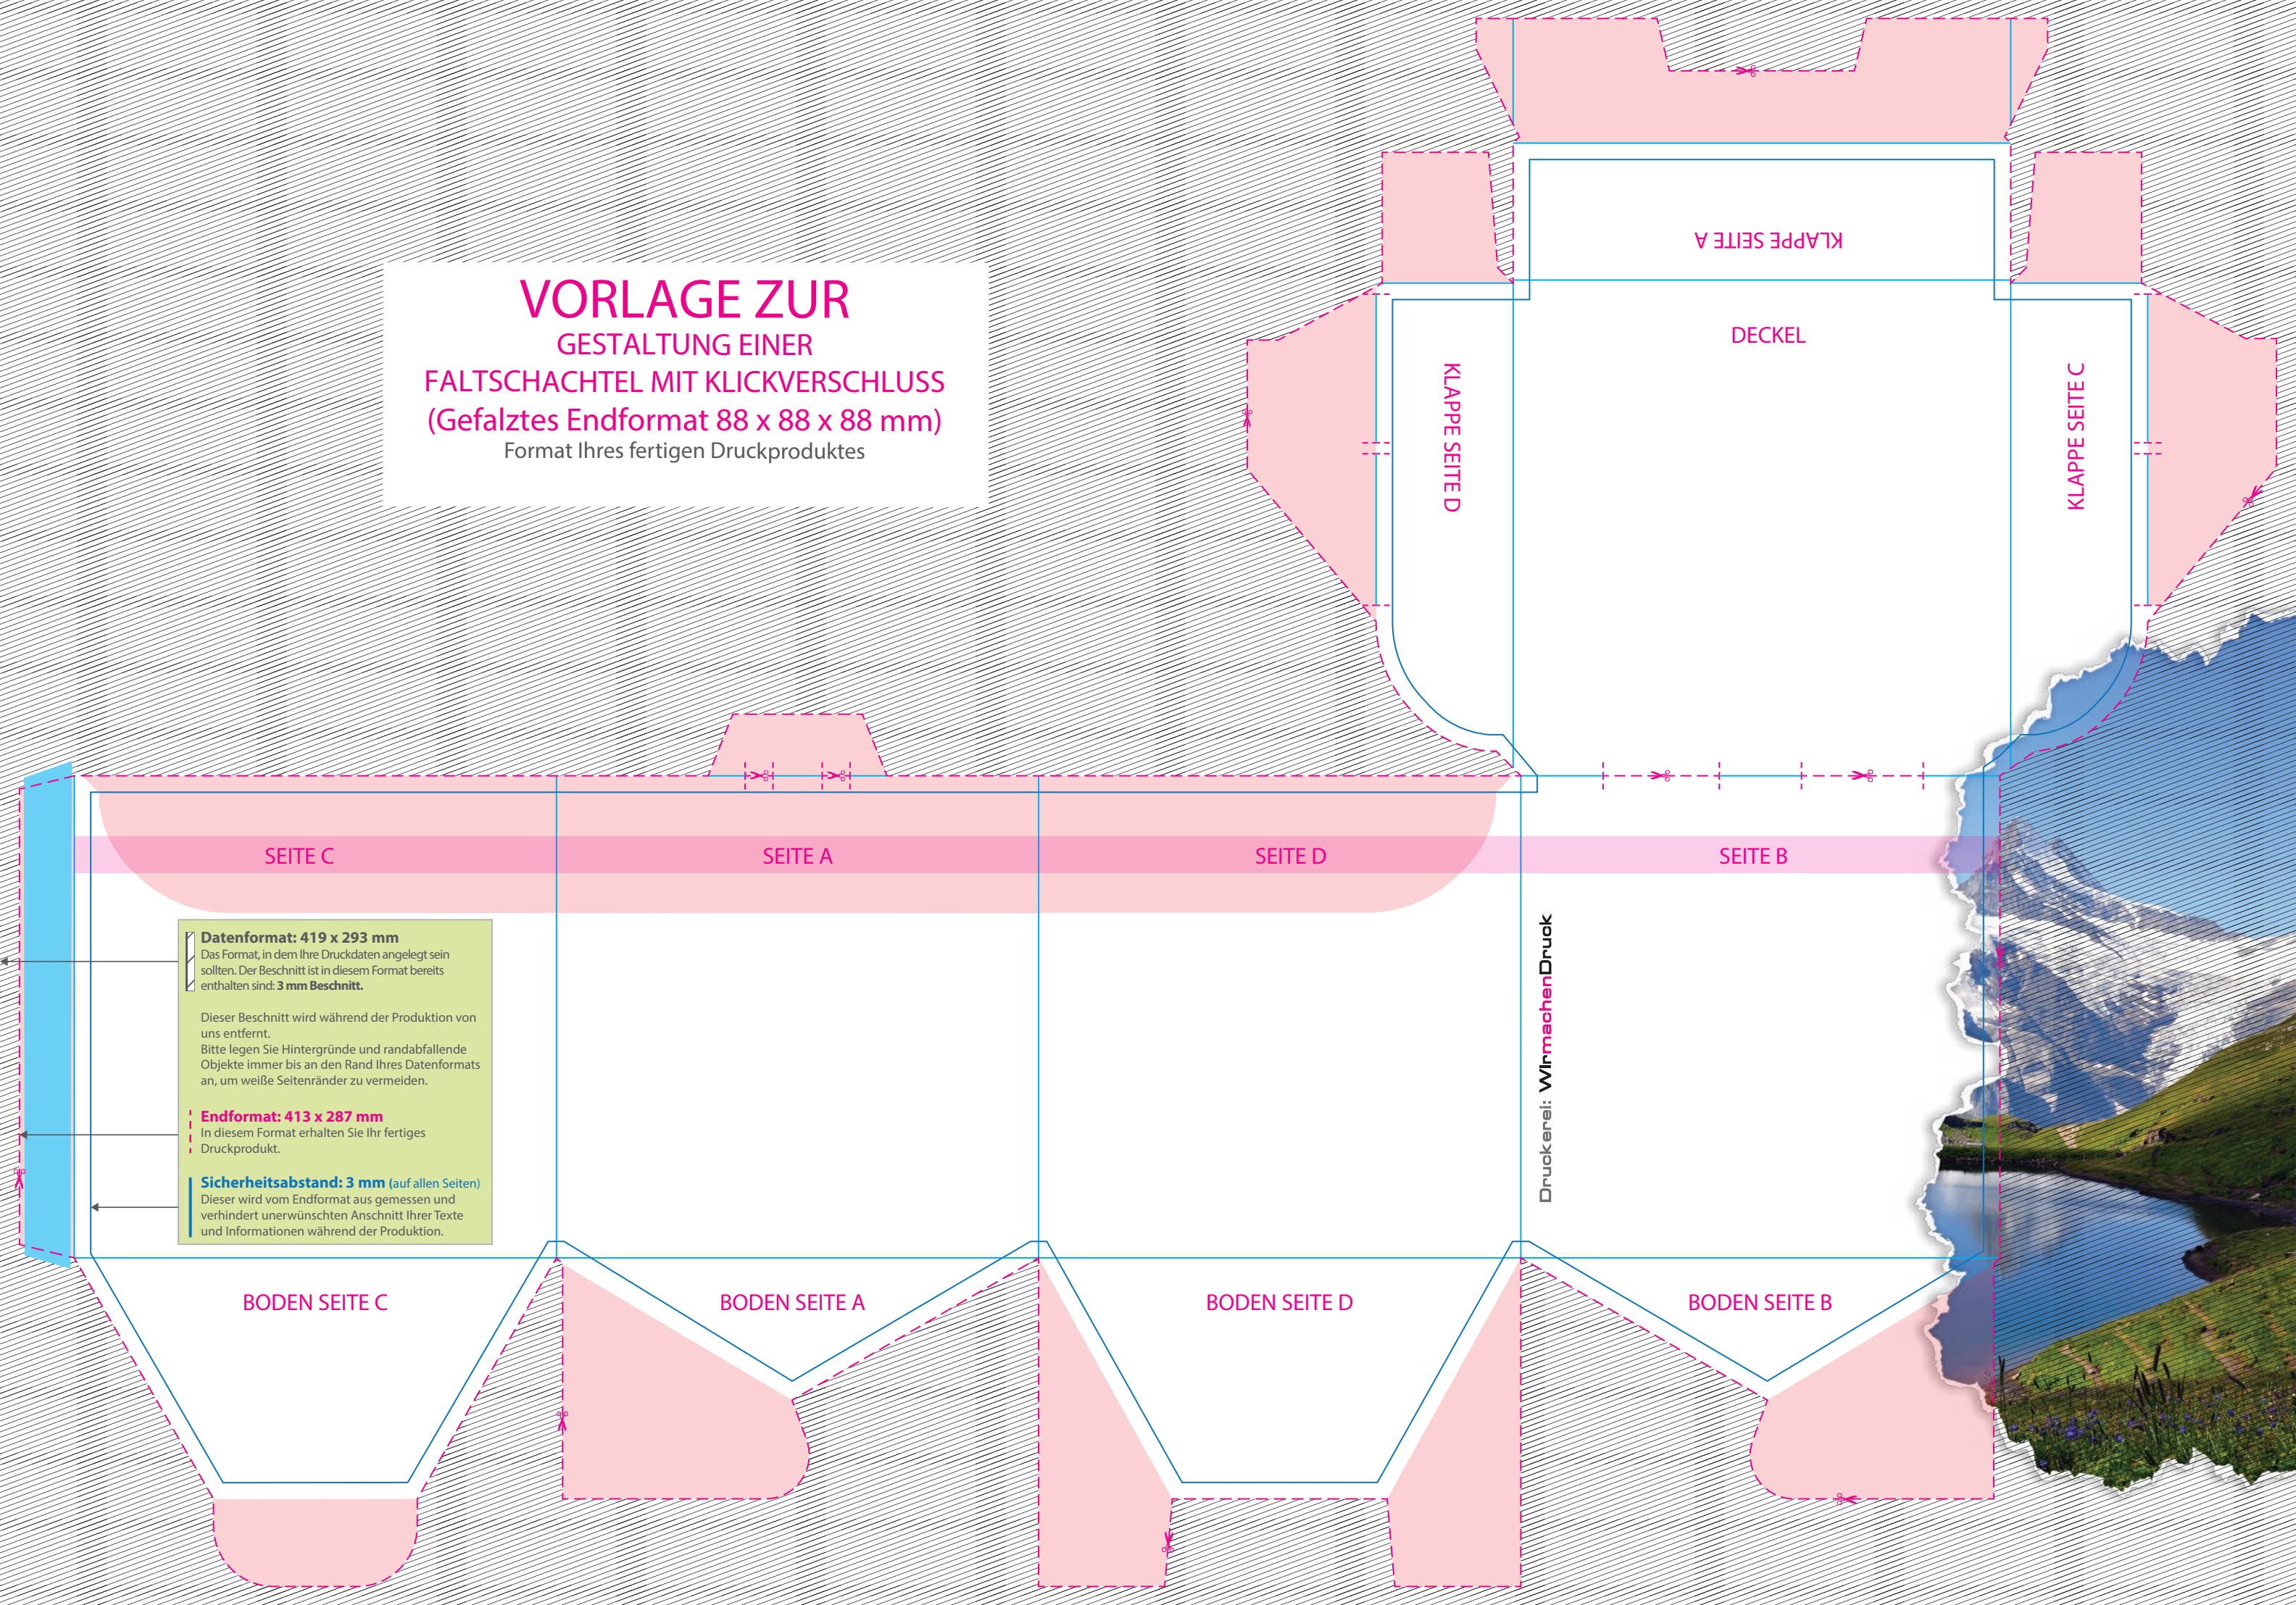 KLAPPE SEITE A
VORLAGE ZUR
GESTALTUNG EINER
FALTSCHACHTEL MIT KLICKVERSCHLUSS
(Gefalztes Endformat 88 x 88 x 88 mm)
Format Ihres fertigen Druckproduktes
DECKEL
KLAPPE SEITE D
KLAPPE SEITE C
SEITE C
SEITE A
SEITE D
SEITE B
Datenformat: 419 x 293 mm
Das Format, in dem Ihre Druckdaten angelegt sein
sollten. Der Beschnitt ist in diesem Format bereits
enthalten sind: 3 mm Beschnitt.
Dieser Beschnitt wird während der Produktion von
uns entfernt.
Bitte legen Sie Hintergründe und randabfallende
Objekte immer bis an den Rand Ihres Datenformats
an, um weiße Seitenränder zu vermeiden.
Endformat: 413 x 287 mm
In diesem Format erhalten Sie Ihr fertiges
Druckprodukt.
Sicherheitsabstand: 3 mm (auf allen Seiten)
Dieser wird vom Endformat aus gemessen und
verhindert unerwünschten Anschnitt Ihrer Texte
und Informationen während der Produktion.
Druckerei: WIrmachenDruck
BODEN SEITE C
BODEN SEITE A
BODEN SEITE D
BODEN SEITE B